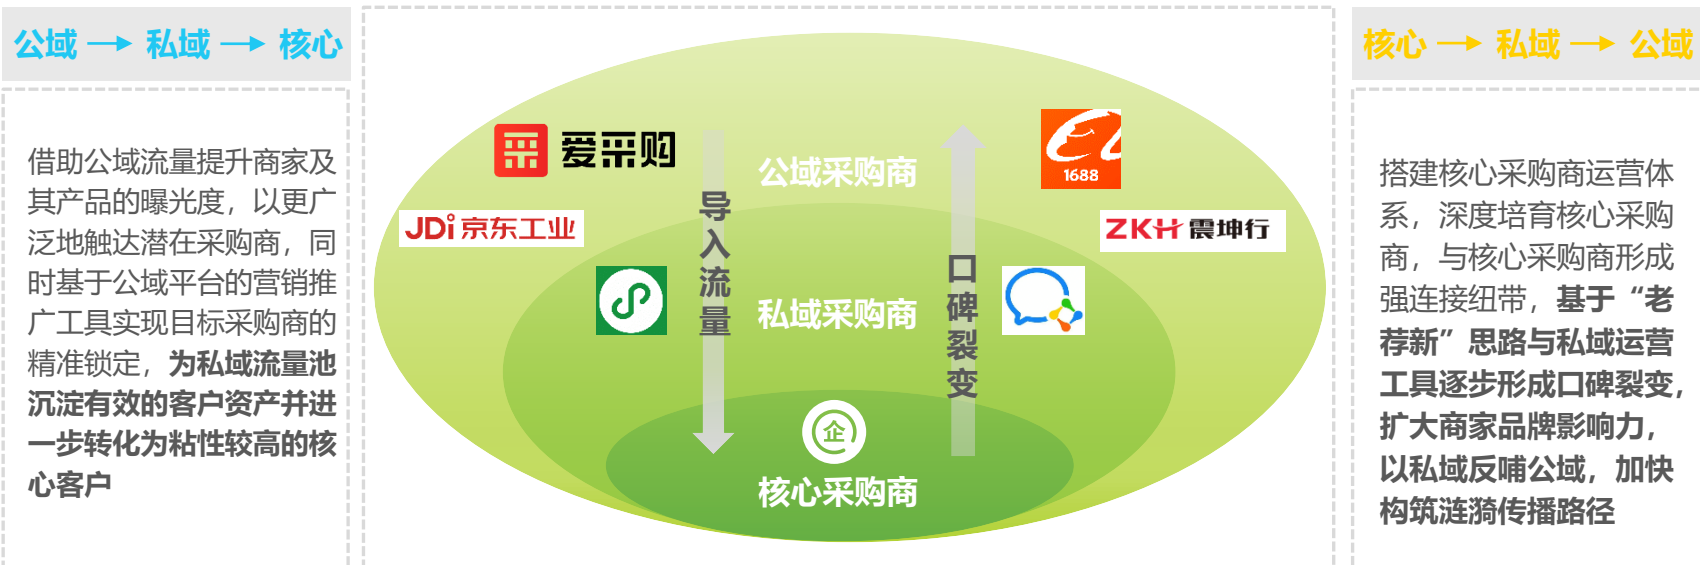 公域 → 私域 → 核心
借助公域流量提升商家及
其产品的曝光度，以更广
泛地触达潜在采购商，同
时基于公域平台的营销推
广工具实现目标采购商的
精准锁定，为私域流量池
沉淀有效的客户资产并进
一步转化为粘性较高的核
心客户
采 爱采购
1688
公域采购商
JDi 京东工业
ZKH 震坤行
导入流量
口碑裂变
私域采购商
企
核心采购商
核心 → 私域 → 公域
搭建核心采购商运营体
系，深度培育核心采购
商，与核心采购商形成
强连接纽带，基于“老
荐新”思路与私域运营
工具逐步形成口碑裂变，
扩大商家品牌影响力，
以私域反哺公域，加快
构筑涟漪传播路径